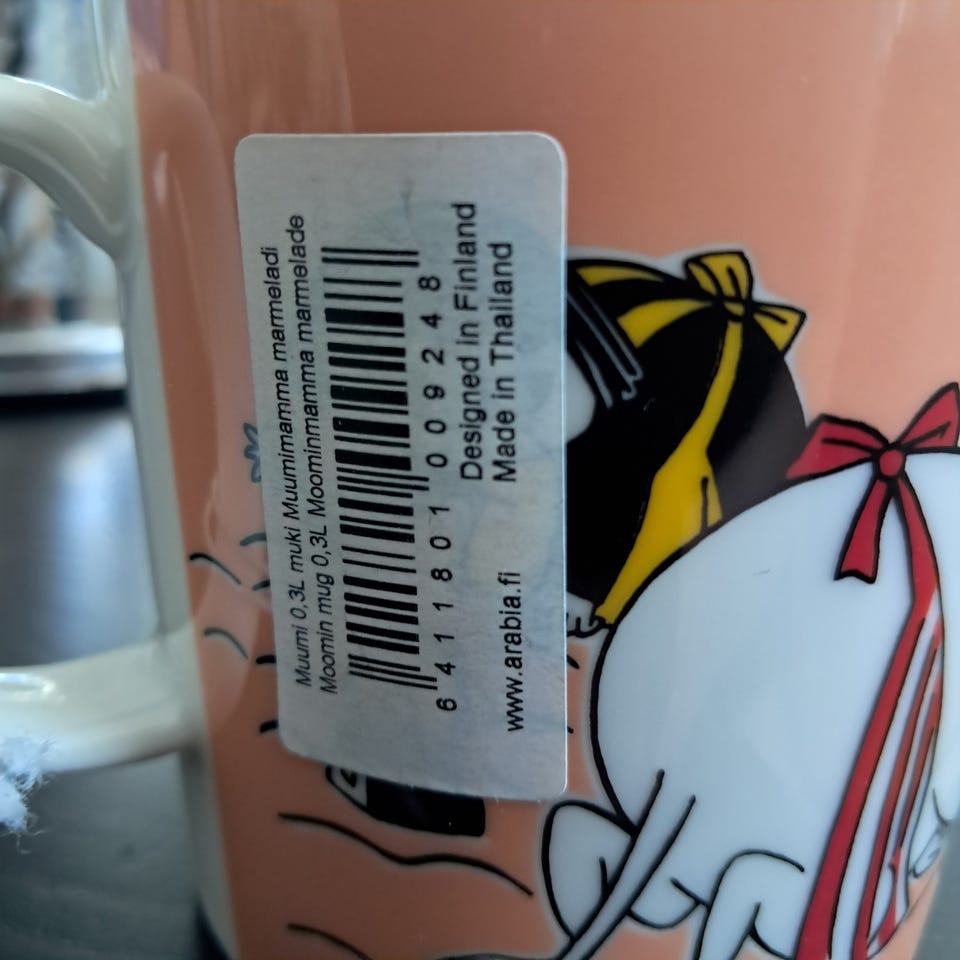 Muumi 0,3L muki Muumimamma marmeladi
Moomin mug 0,3L Moominmamma marmelade
6 411801 009248
Designed in Finland
www.arabia.fi Made in Thailand